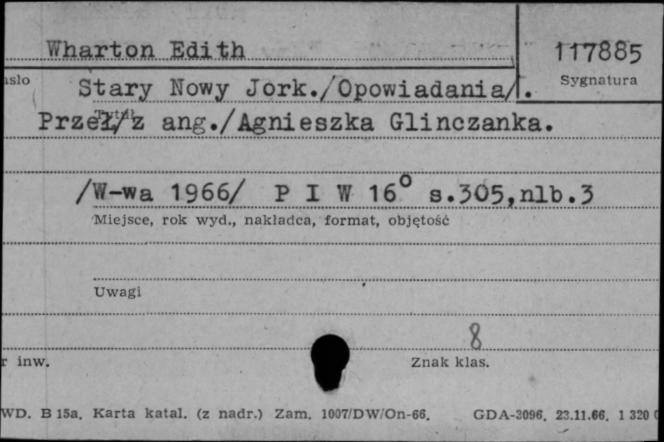 Wharton Edith
117885
asło
Sygnatura
Stary Nowy Jork./Opowiadania/.
Przeł/z ang./Agnieszka Glinczanka.
/W-wa 1966/ P I W 16° s.305,nlb.3
Miejsce, rok wyd., nakładca, format, objętość
Uwagi
8
r inw.
Znak klas.
WD. B 15a. Karta katal. (z nadr.) Zam. 1007/DW/On-66. GDA-3096. 23.11.66. 1 320